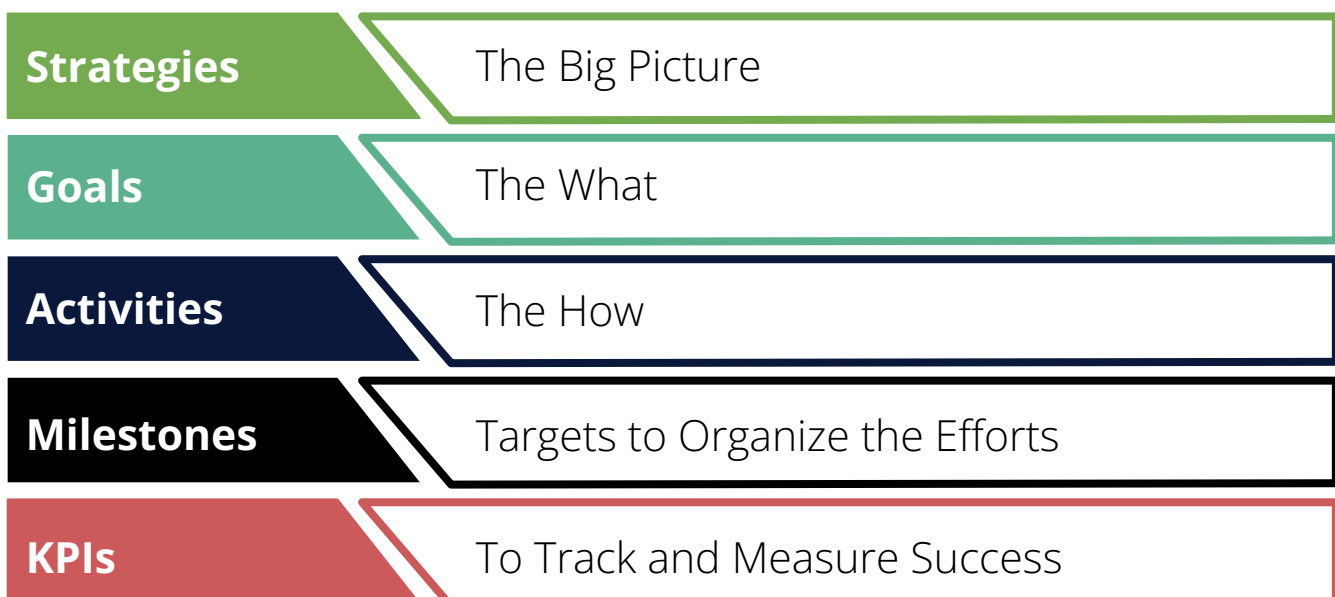 Strategies
The Big Picture
Goals
The What
Activities
The How
Milestones
Targets to Organize the Efforts
KPIs
To Track and Measure Success